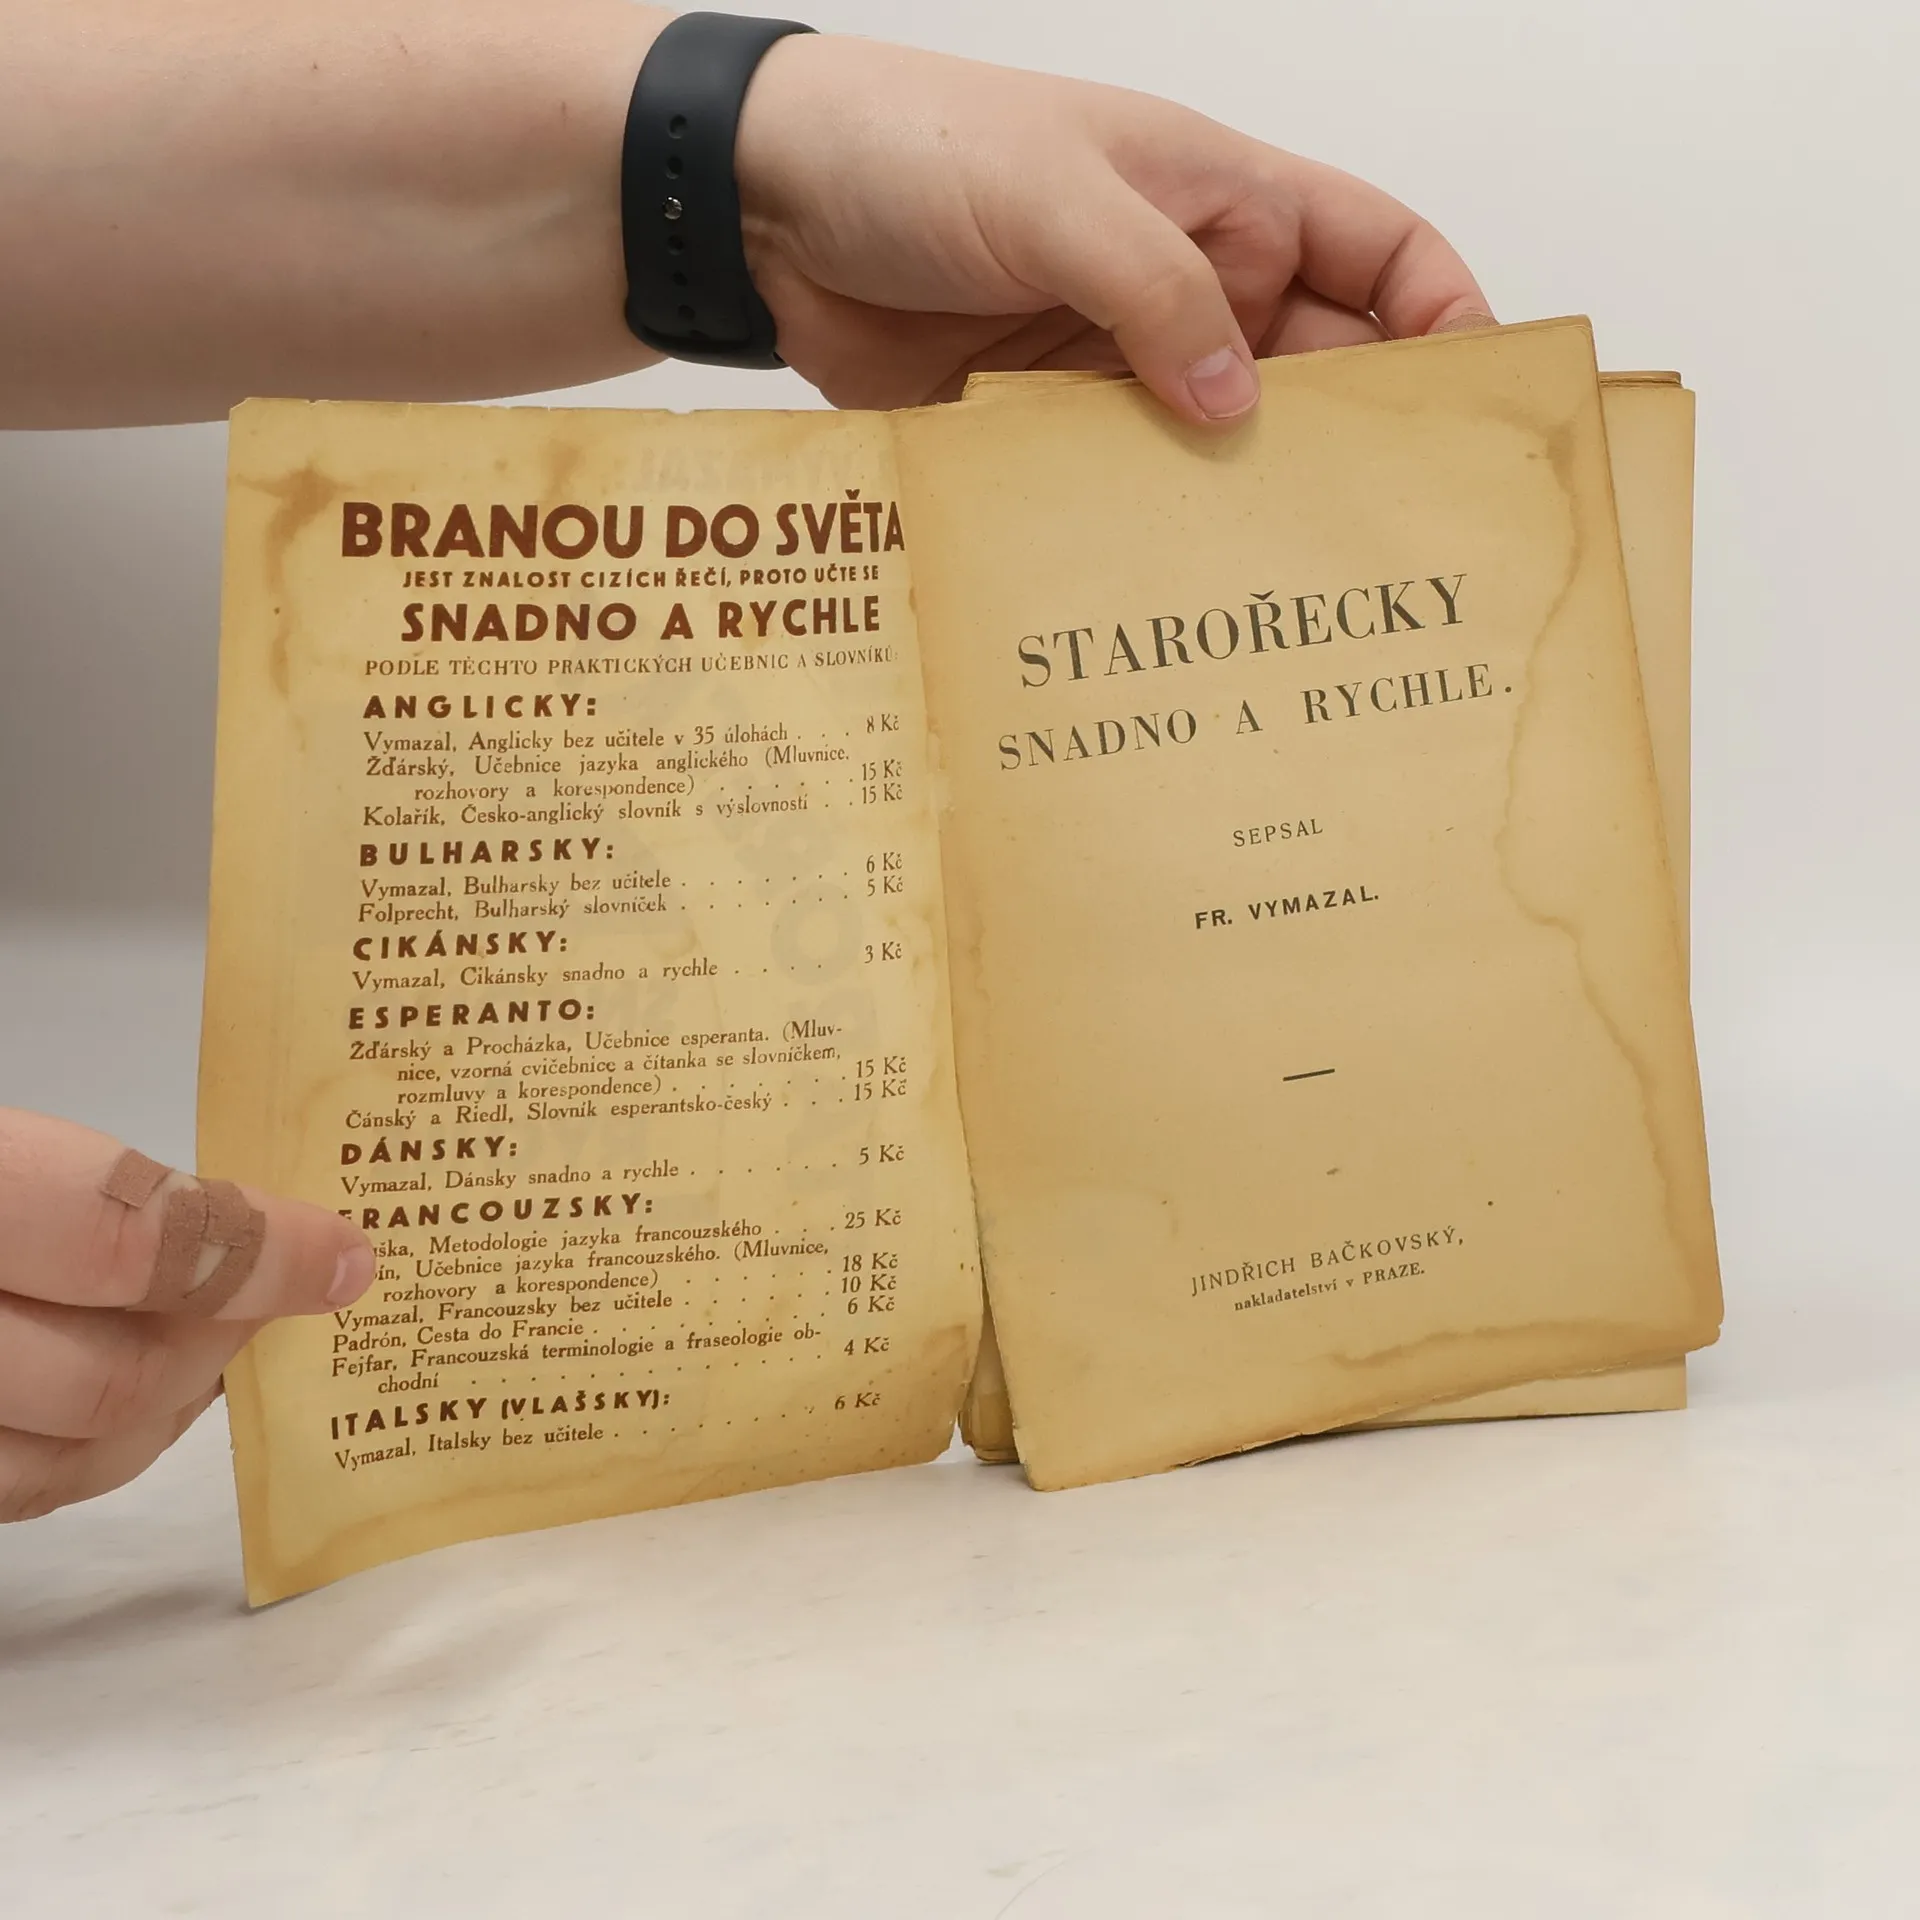 BRANOU DO SVĚTA
JEST ZNALOST CIZÍCH ŘEČÍ, PROTO UČTE SE
SNADNO A RYCHLE
PODLE TĚCHTO PRAKTICKÝCH UČEBNIC A SLOVNÍKŮ:
ANGLICKY:
Vymazal, Anglicky bez učitele v 35 úlohách . . . 8 Kč
Žďárský, Učebnice jazyka anglického (Mluvnice,
rozhovory a korespondence) . . . . . . 15 Kč
Kolařík, Česko-anglický slovník s výslovností . . 15 Kč
BULHARSKY:
Vymazal, Bulharsky bez učitele . . . . . . . 6 Kč
Folprecht, Bulharský slovníček . . . . . . . 5 Kč
CIKÁNSKY:
Vymazal, Cikánsky snadno a rychle . . . . 3 Kč
ESPERANTO:
Žďárský a Procházka, Učebnice esperanta. (Mluv-
nice, vzorná cvičebnice a čítanka se slovníčkem,
rozmluvy a korespondence) . . . . . . . 15 Kč
Čánský a Riedl, Slovník esperantsko-český . . . 15 Kč
DÁNSKY:
Vymazal, Dánsky snadno a rychle . . . . . . 5 Kč
FRANCOUZSKY:
Metodologie jazyka francouzského . . . 25 Kč
Učebnice jazyka francouzského. (Mluvnice,
rozhovory a korespondence) . . . . . . 18 Kč
Vymazal, Francouzsky bez učitele . . . . . . 10 Kč
Padrón, Cesta do Francie . . . . . . . . . 6 Kč
Fejfar, Francouzská terminologie a fraseologie ob-
chodní . . . . . . . . . . . 4 Kč
ITALSKY (VLAŠSKY):
Vymazal, Italsky bez učitele . . . . . . 6 Kč
STAROŘECKY
SNADNO A RYCHLE.
SEPSAL
FR. VYMAZAL.
JINDŘICH BAČKOVSKÝ,
nakladatelství v PRAZE.